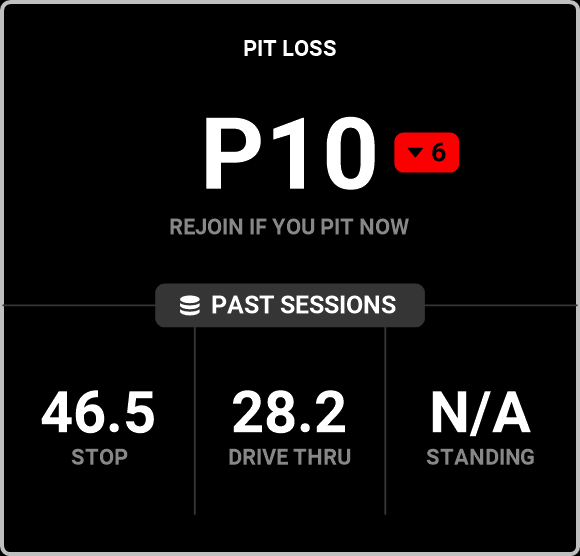 PIT LOSS
P10
6
REJOIN IF YOU PIT NOW
PAST SESSIONS
46.5
STOP
28.2
DRIVE THRU
N/A
STANDING